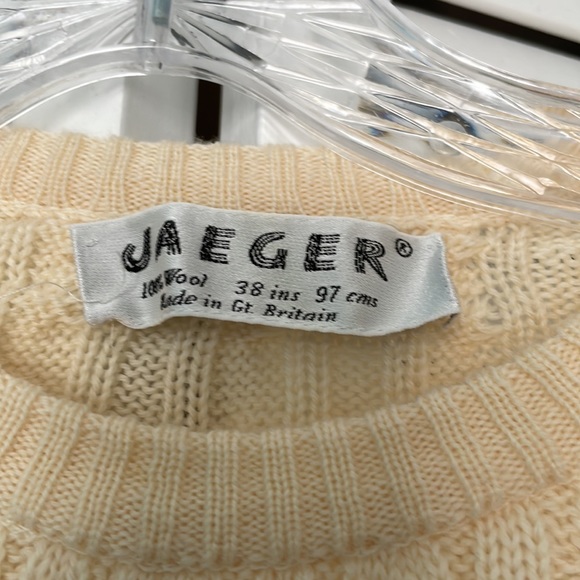 JAEGER®
100% Wool 38 ins 97 cms
Made in Gt. Britain